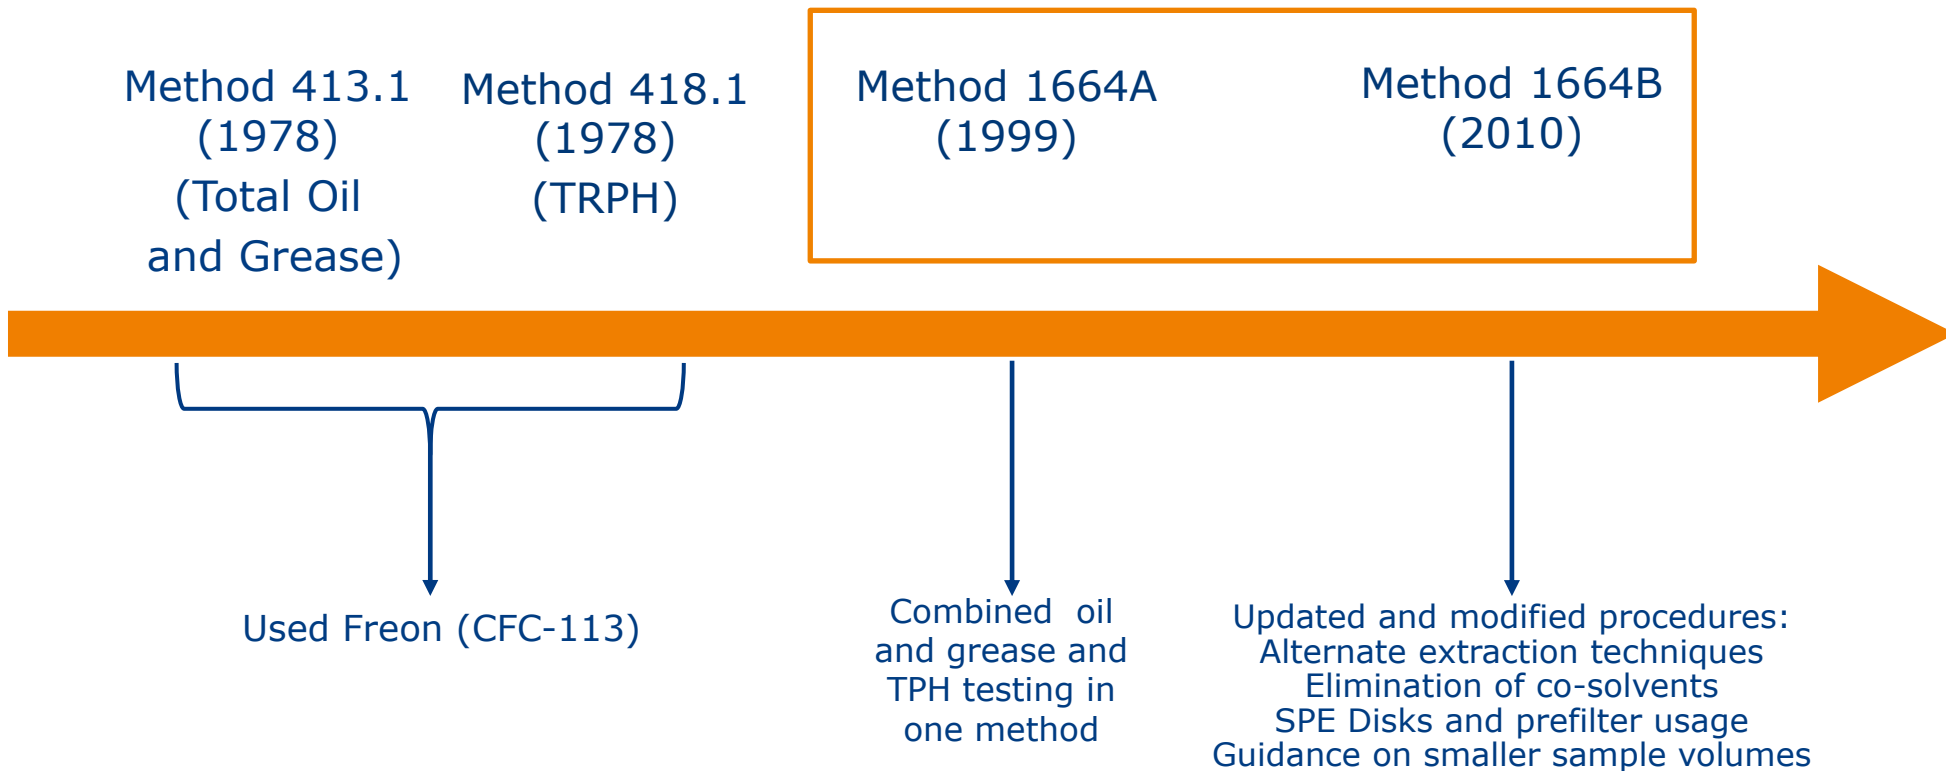 Method 413.1
(1978)
(Total Oil
and Grease)
Method 418.1
(1978)
(TRPH)
Method 1664A
(1999)
Method 1664B
(2010)
Used Freon (CFC-113)
Combined  oil
and grease and
TPH testing in
one method
Updated and modified procedures:
Alternate extraction techniques
Elimination of co-solvents
SPE Disks and prefilter usage
Guidance on smaller sample volumes